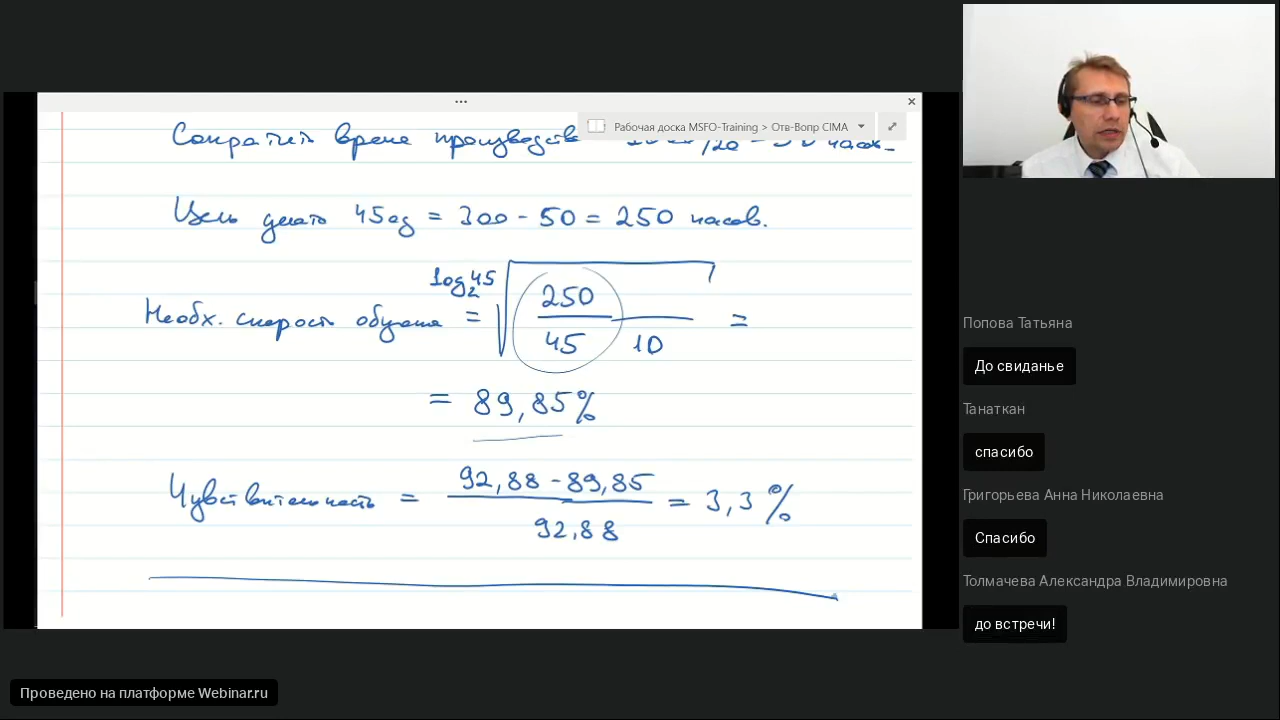 Рабочая доска MSFO-Training > Отв-Вопр CIMA
Сократить время производства
Цель делать 45ед = 300 - 50 = 250 часов.
Необх. скорость обучения = log₂45 √ 250/45 / 10 =
= 89,85%
Чувствительность = 92,88 - 89,85 / 92,88 = 3,3%
Попова Татьяна
До свиданье
Танаткан
спасибо
Григорьева Анна Николаевна
Спасибо
Толмачева Александра Владимировна
до встречи!
Проведено на платформе Webinar.ru